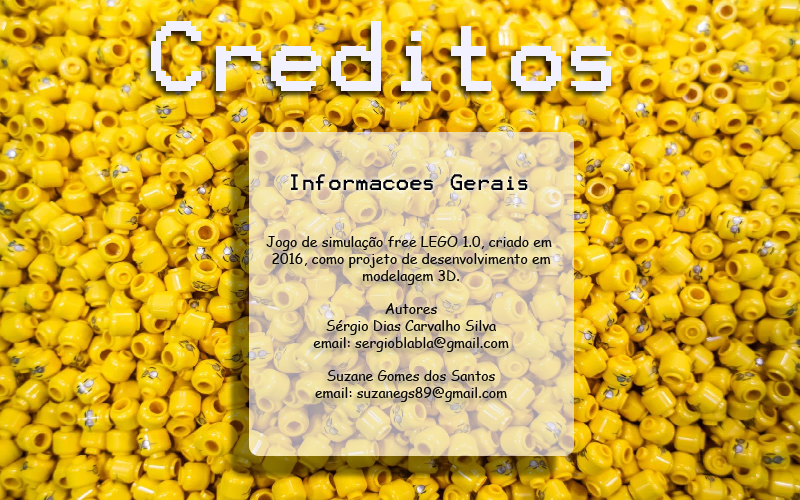 Creditos
Informacoes Gerais
Jogo de simulação free LEGO 1.0, criado em
2016, como projeto de desenvolvimento em
modelagem 3D.
Autores
Sérgio Dias Carvalho Silva
email: sergioblabla@gmail.com
Suzane Gomes dos Santos
email: suzanegs89@gmail.com